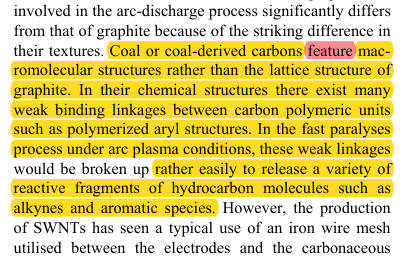 involved in the arc-discharge process significantly differs
from that of graphite because of the striking difference in
their textures. Coal or coal-derived carbons feature mac-
romolecular structures rather than the lattice structure of
graphite. In their chemical structures there exist many
weak binding linkages between carbon polymeric units
such as polymerized aryl structures. In the fast paralyses
process under arc plasma conditions, these weak linkages
would be broken up rather easily to release a variety of
reactive fragments of hydrocarbon molecules such as
alkynes and aromatic species. However, the production
of SWNTs has seen a typical use of an iron wire mesh
utilised between the electrodes and the carbonaceous